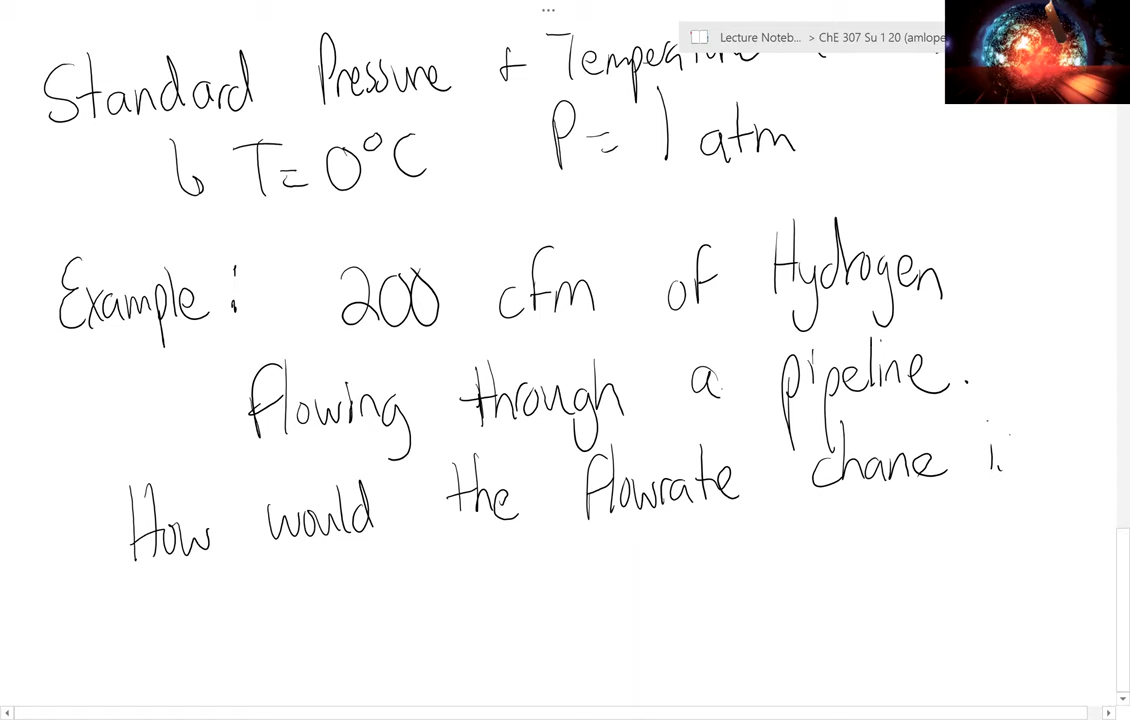 Lecture Noteb... > ChE 307 Su 1 20 (amlope
Standard Pressure + Temperature
↳ T=0°C P= 1 atm
Example: 200 cfm of Hydrogen
flowing through a pipeline.
How would the flowrate chane i